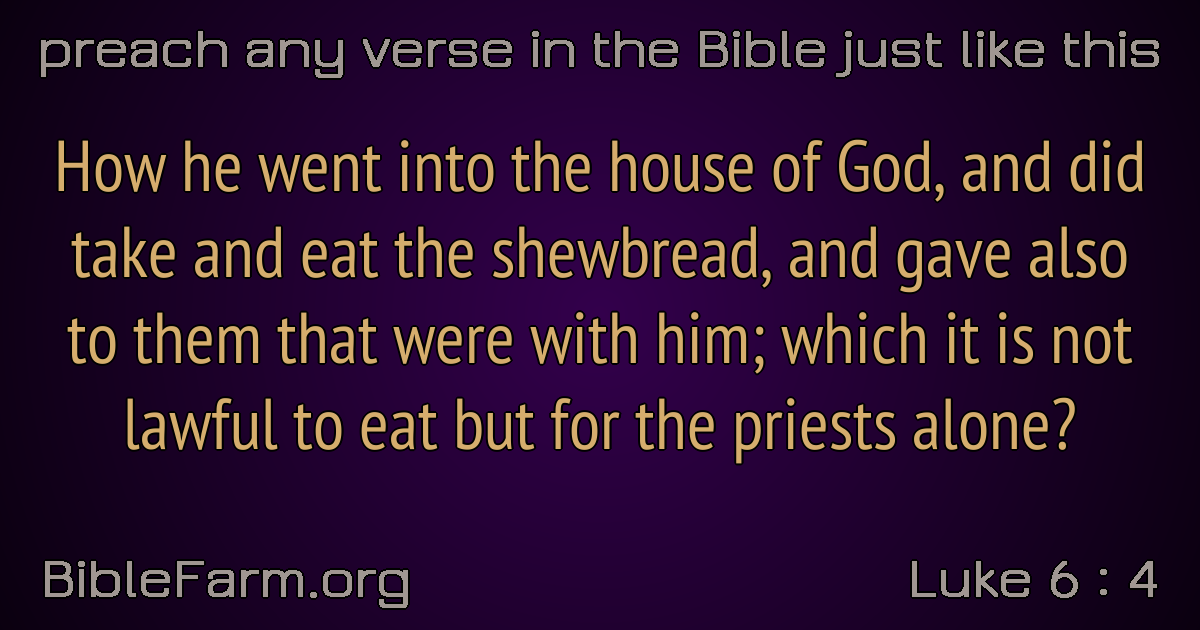 preach any verse in the Bible just like this
How he went into the house of God, and did
take and eat the shewbread, and gave also
to them that were with him; which it is not
lawful to eat but for the priests alone?
BibleFarm.org
Luke 6 : 4